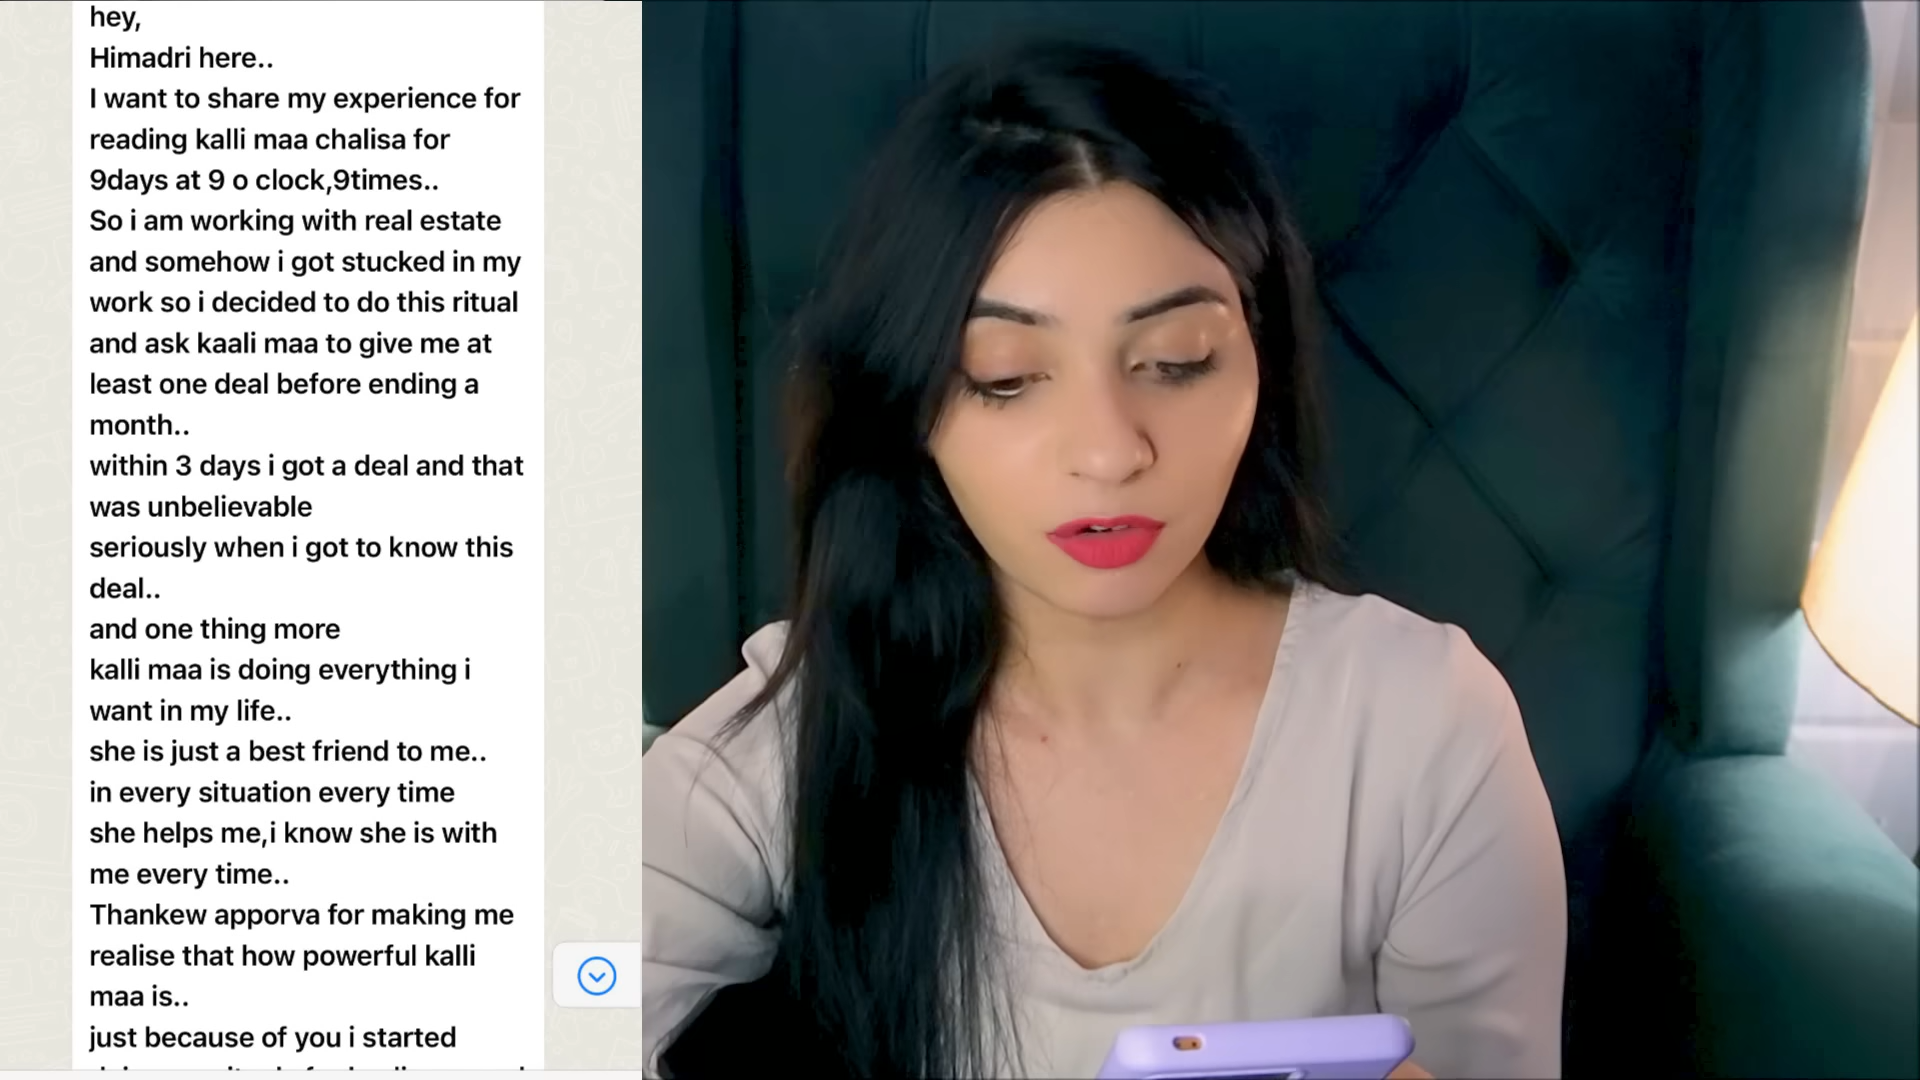 hey,
Himadri here..
I want to share my experience for
reading kalli maa chalisa for
9days at 9 o clock,9times..
So i am working with real estate
and somehow i got stucked in my
work so i decided to do this ritual
and ask kaali maa to give me at
least one deal before ending a
month..
within 3 days i got a deal and that
was unbelievable
seriously when i got to know this
deal..
and one thing more
kalli maa is doing everything i
want in my life..
she is just a best friend to me..
in every situation every time
she helps me,i know she is with
me every time..
Thankew apporva for making me
realise that how powerful kalli
maa is..
just because of you i started